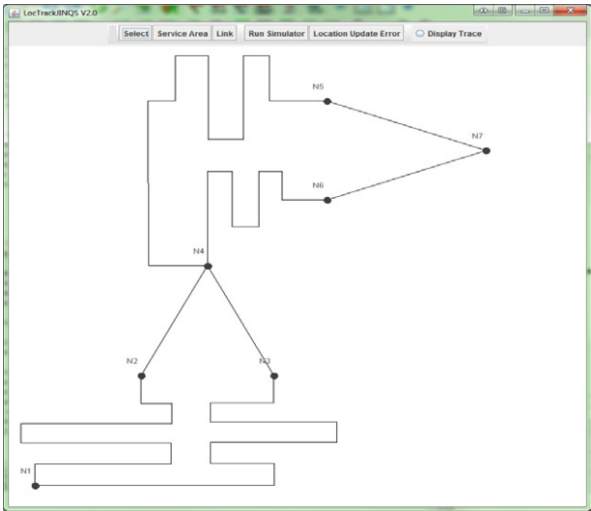 LocTrackJINQS V2.0
Select Service Area Link Run Simulator Location Update Error Display Trace
N5
N7
N6
N4
N2 N3
N1